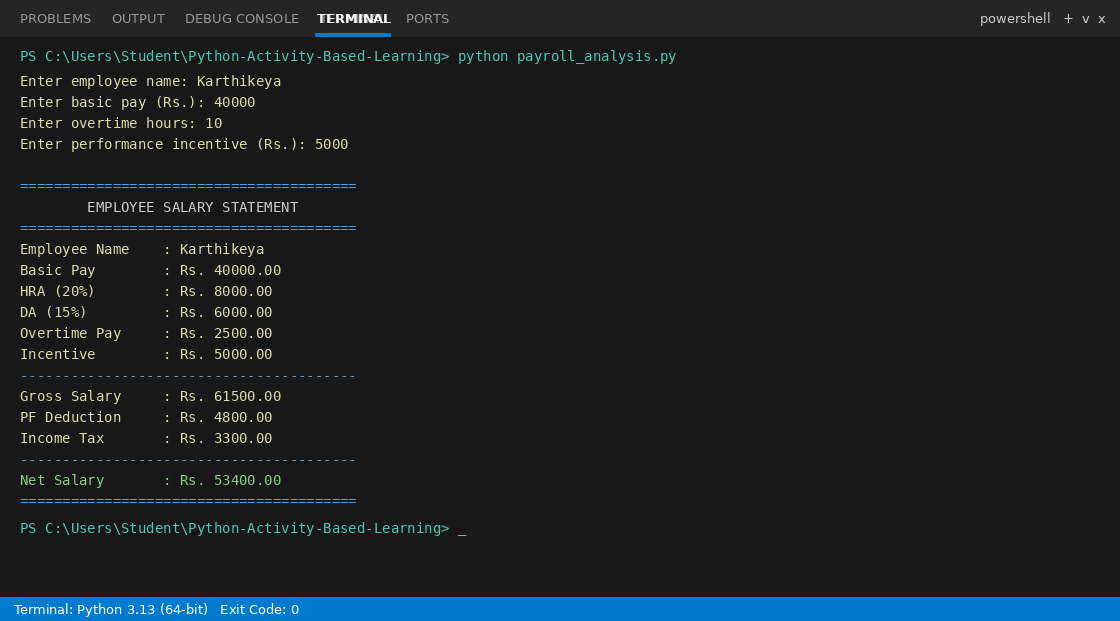 PROBLEMS OUTPUT DEBUG CONSOLE TERMINAL PORTS powershell + v x
PS C:\Users\Student\Python-Activity-Based-Learning> python payroll_analysis.py
Enter employee name: Karthikeya
Enter basic pay (Rs.): 40000
Enter overtime hours: 10
Enter performance incentive (Rs.): 5000
========================================
EMPLOYEE SALARY STATEMENT
========================================
Employee Name    : Karthikeya
Basic Pay        : Rs. 40000.00
HRA (20%)        : Rs. 8000.00
DA (15%)         : Rs. 6000.00
Overtime Pay     : Rs. 2500.00
Incentive        : Rs. 5000.00
----------------------------------------
Gross Salary     : Rs. 61500.00
PF Deduction     : Rs. 4800.00
Income Tax       : Rs. 3300.00
----------------------------------------
Net Salary       : Rs. 53400.00
========================================
PS C:\Users\Student\Python-Activity-Based-Learning> _
Terminal: Python 3.13 (64-bit)   Exit Code: 0